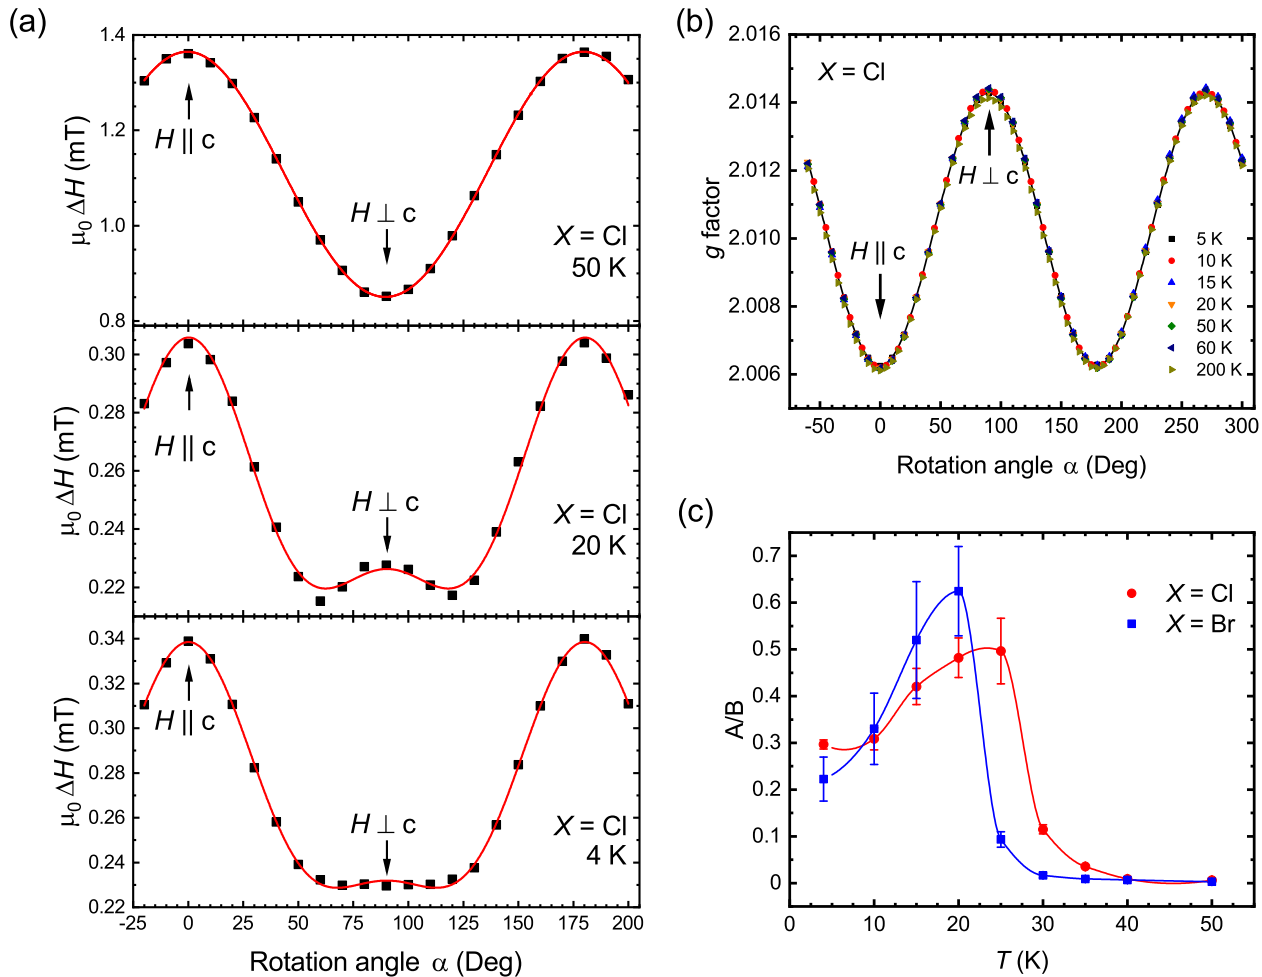 (a)
1.4
1.2
1.0
0.8
μ₀ ΔH (mT)
H || c
H ⊥ c
X = Cl
50 K
0.30
0.28
0.26
0.24
0.22
μ₀ ΔH (mT)
H || c
H ⊥ c
X = Cl
20 K
0.34
0.32
0.30
0.28
0.26
0.24
0.22
μ₀ ΔH (mT)
H || c
H ⊥ c
X = Cl
4 K
-25 0 25 50 75 100 125 150 175 200
Rotation angle α (Deg)
(b)
2.016
2.014
2.012
2.010
2.008
2.006
g factor
X = Cl
H ⊥ c
H || c
5 K
10 K
15 K
20 K
50 K
60 K
200 K
-50 0 50 100 150 200 250 300
Rotation angle α (Deg)
(c)
0.7
0.6
0.5
0.4
0.3
0.2
0.1
0
A/B
X = Cl
X = Br
0 10 20 30 40 50
T (K)